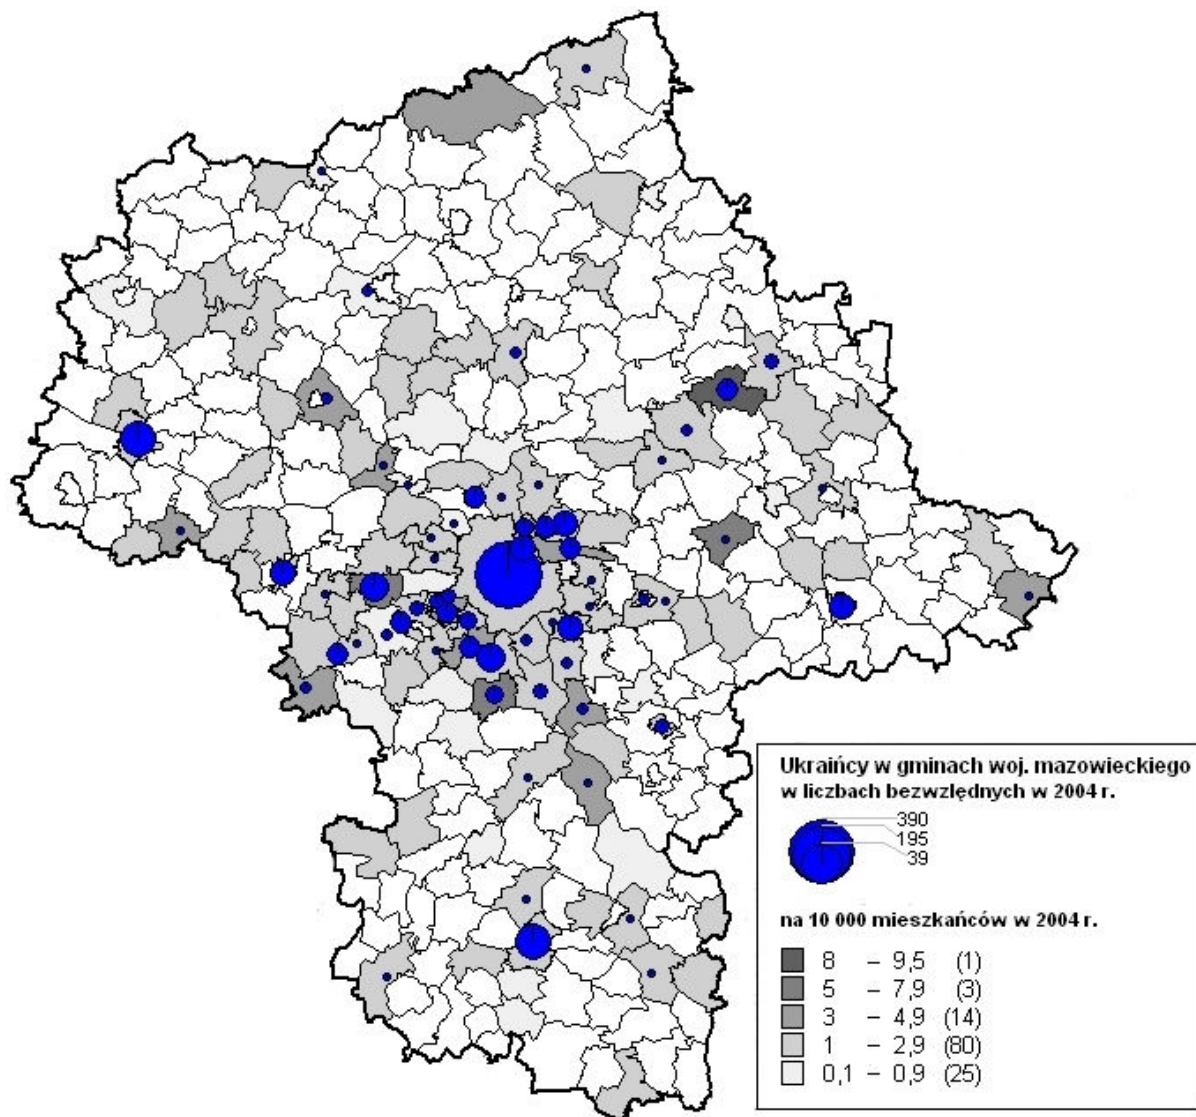 Ukraińcy w gminach woj. mazowieckiego
w liczbach bezwzlędnych w 2004 r.
390
195
39
na 10 000 mieszkańców w 2004 r.
8 – 9,5 (1)
5 – 7,9 (3)
3 – 4,9 (14)
1 – 2,9 (80)
0,1 – 0,9 (25)